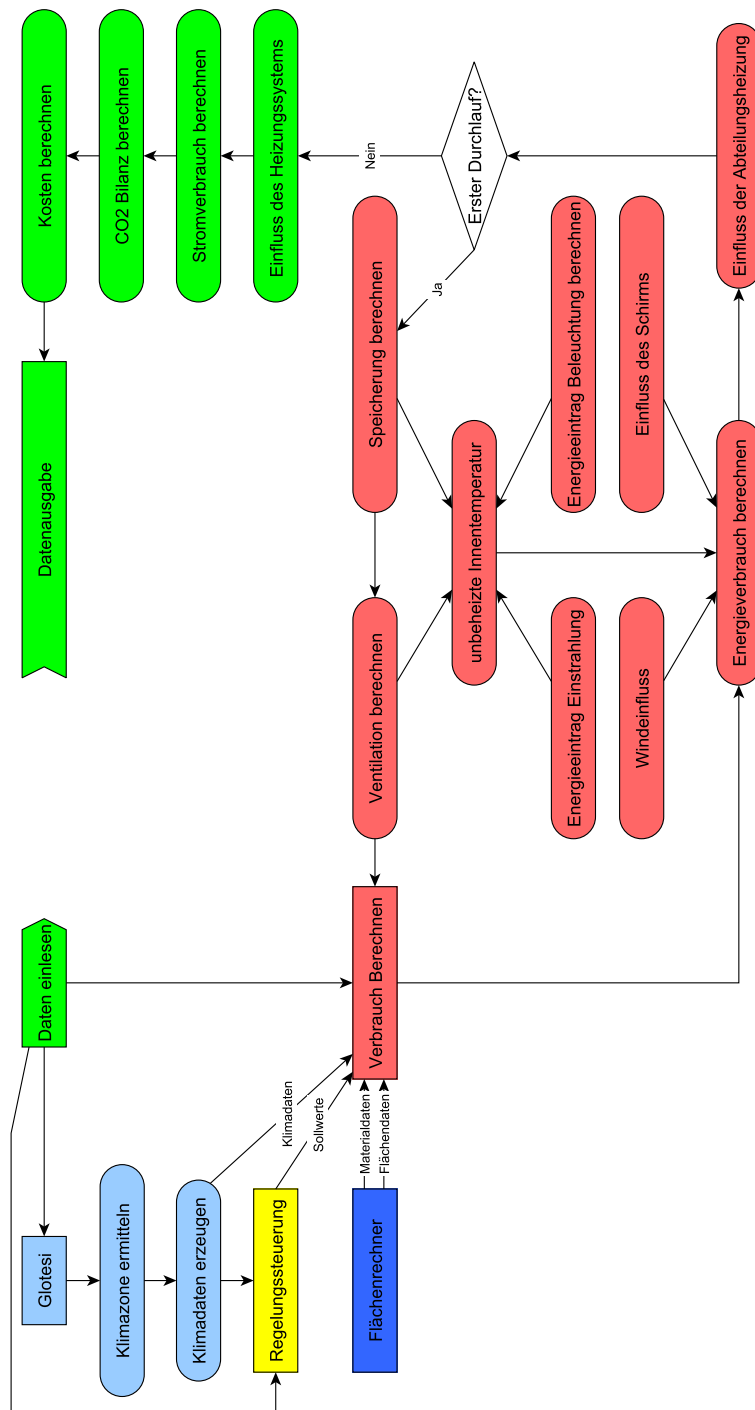 Glotesi
Klimazone ermitteln
Klimadaten erzeugen
Regelungssteuerung
Flächenrechner
Daten einlesen
Klimadaten
Sollwerte
Materialdaten
Flächendaten
Verbrauch Berechnen
Datenausgabe
Ventilation berechnen
Energieeintrag Einstrahlung
Windeinfluss
unbeheizte Innentemperatur
Energieverbrauch berechnen
Speicherung berechnen
Energieeintrag Beleuchtung berechnen
Einfluss des Schirms
Ja
Erster Durchlauf?
Nein
Einfluss der Abteilungsheizung
Kosten berechnen
CO2 Bilanz berechnen
Stromverbrauch berechnen
Einfluss des Heizungssystems